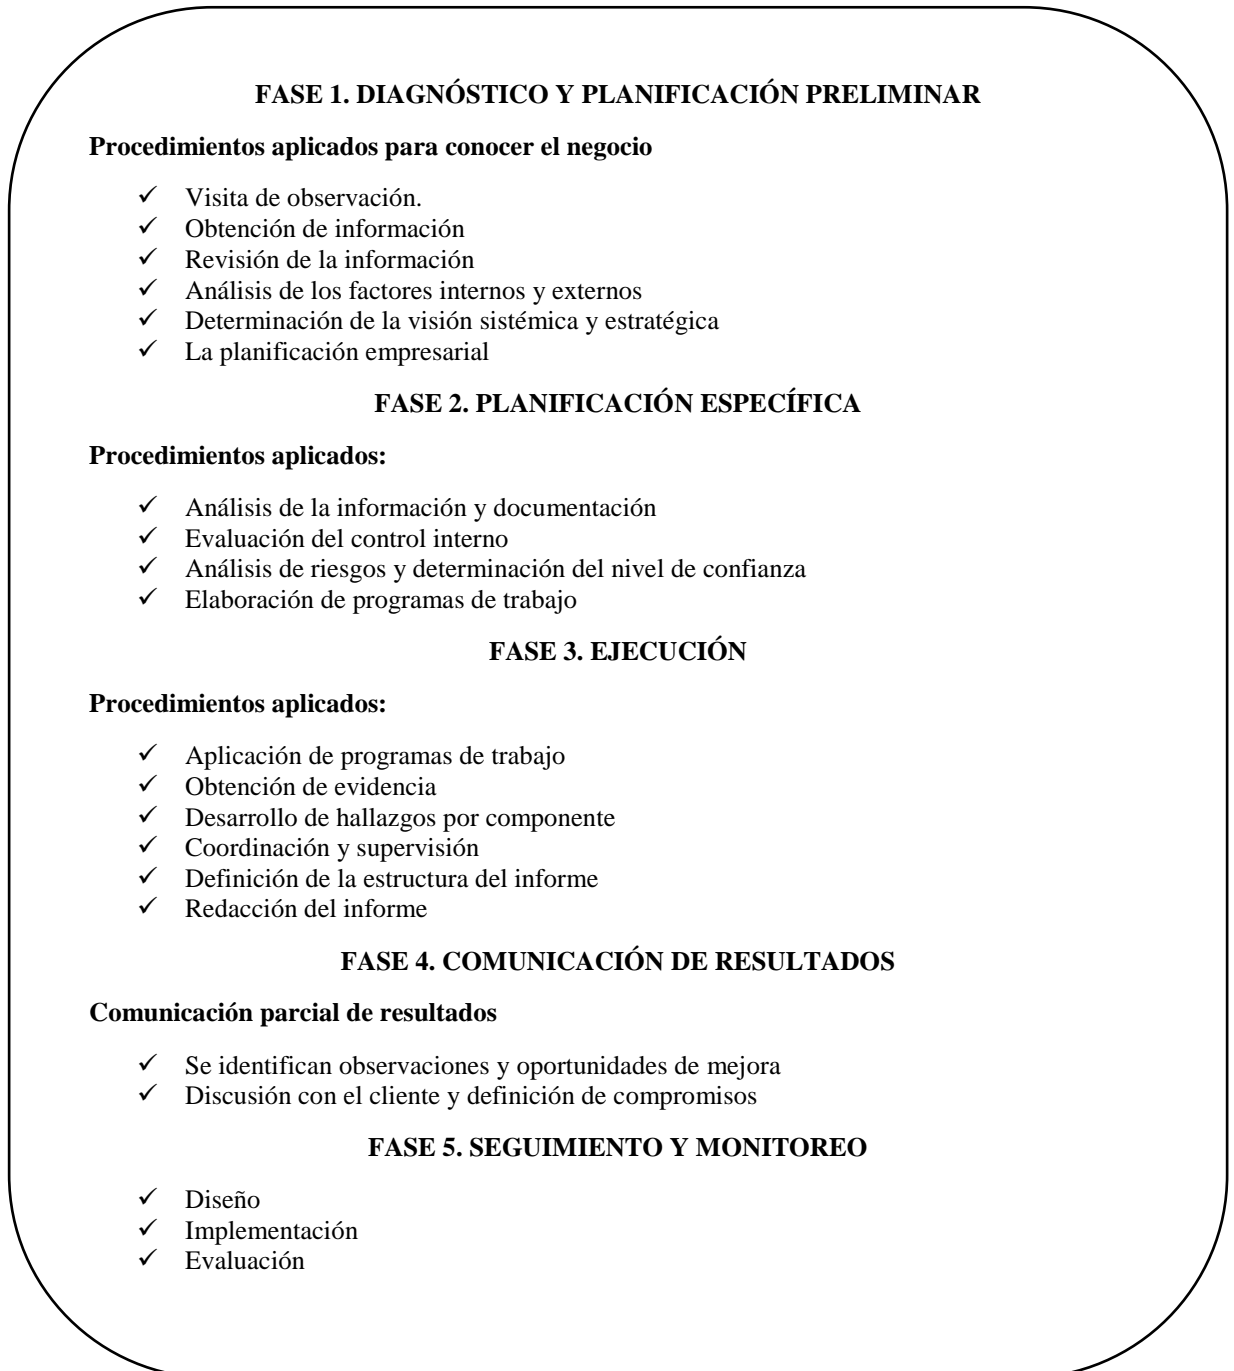 FASE 1. DIAGNÓSTICO Y PLANIFICACIÓN PRELIMINAR
Procedimientos aplicados para conocer el negocio
✓ Visita de observación.
✓ Obtención de información
✓ Revisión de la información
✓ Análisis de los factores internos y externos
✓ Determinación de la visión sistémica y estratégica
✓ La planificación empresarial
FASE 2. PLANIFICACIÓN ESPECÍFICA
Procedimientos aplicados:
✓ Análisis de la información y documentación
✓ Evaluación del control interno
✓ Análisis de riesgos y determinación del nivel de confianza
✓ Elaboración de programas de trabajo
FASE 3. EJECUCIÓN
Procedimientos aplicados:
✓ Aplicación de programas de trabajo
✓ Obtención de evidencia
✓ Desarrollo de hallazgos por componente
✓ Coordinación y supervisión
✓ Definición de la estructura del informe
✓ Redacción del informe
FASE 4. COMUNICACIÓN DE RESULTADOS
Comunicación parcial de resultados
✓ Se identifican observaciones y oportunidades de mejora
✓ Discusión con el cliente y definición de compromisos
FASE 5. SEGUIMIENTO Y MONITOREO
✓ Diseño
✓ Implementación
✓ Evaluación